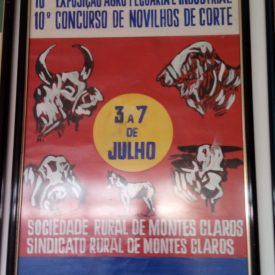 EXPOSIÇÃO AGRO PECUÁRIA E INDUSTRIAL
10º CONCURSO DE NOVILHOS DE CORTE
3 A 7
DE
JULHO
SOCIEDADE RURAL DE MONTES CLAROS
SINDICATO RURAL DE MONTES CLAROS